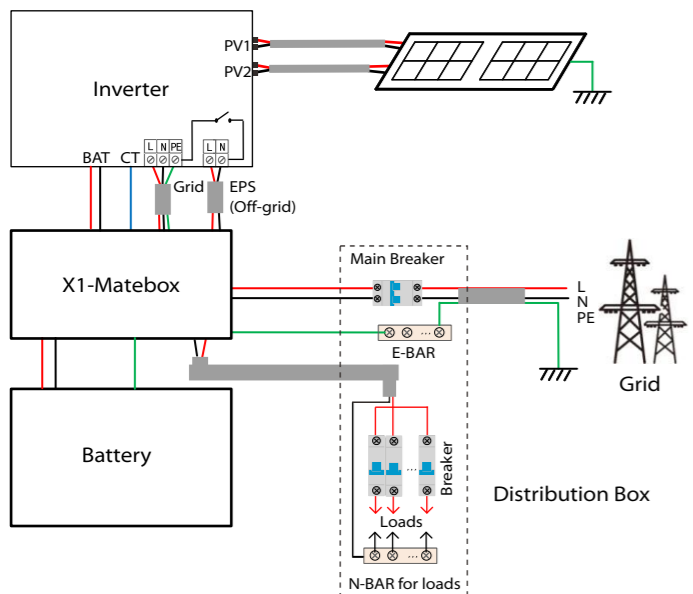 PV1
PV2
Inverter
L N PE
L N
BAT CT
Grid
EPS
(Off-grid)
Main Breaker
X1-Matebox
L
N
PE
E-BAR
Grid
Battery
Breaker
Distribution Box
Loads
N-BAR for loads